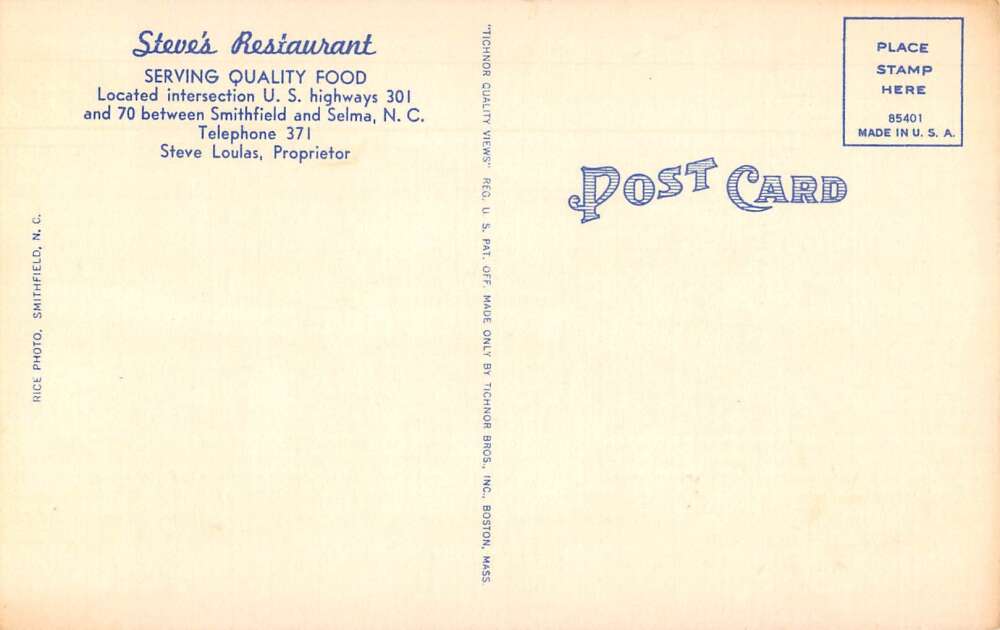 Steve's Restaurant
SERVING QUALITY FOOD
Located intersection U. S. highways 301
and 70 between Smithfield and Selma, N. C.
Telephone 371
Steve Loulas, Proprietor
RICE PHOTO, SMITHFIELD, N. C.
"TICHNOR QUALITY VIEWS" REG. U. S. PAT. OFF. MADE ONLY BY TICHNOR BROS., INC., BOSTON, MASS.
PLACE
STAMP
HERE
85401
MADE IN U. S. A.
POST CARD